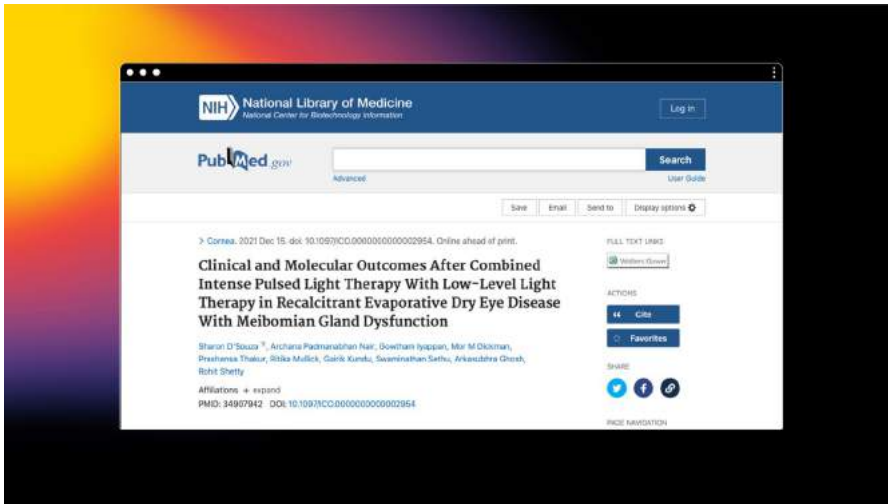 NIH
National Library of Medicine
National Center for Biotechnology Information
Log in
PubMed.gov
Search
Advanced
User Guide
Save
Email
Send to
Display options
> Cornea. 2021 Dec 15. doi: 10.1097/ICO.0000000000002954. Online ahead of print.
Clinical and Molecular Outcomes After Combined
Intense Pulsed Light Therapy With Low-Level Light
Therapy in Recalcitrant Evaporative Dry Eye Disease
With Meibomian Gland Dysfunction
Sharon D'Souza, Archana Padmanabhan Nair, Gowtham Iyappan, Mor M Dickman,
Prashansa Thakur, Ritika Mullick, Gairik Kundu, Swaminathan Sethu, Arkasubhra Ghosh,
Rohit Shetty
Affiliations + expand
PMID: 34907942 DOI: 10.1097/ICO.0000000000002954
FULL TEXT LINKS
Wolters Kluwer
ACTIONS
Cite
Favorites
SHARE
PAGE NAVIGATION